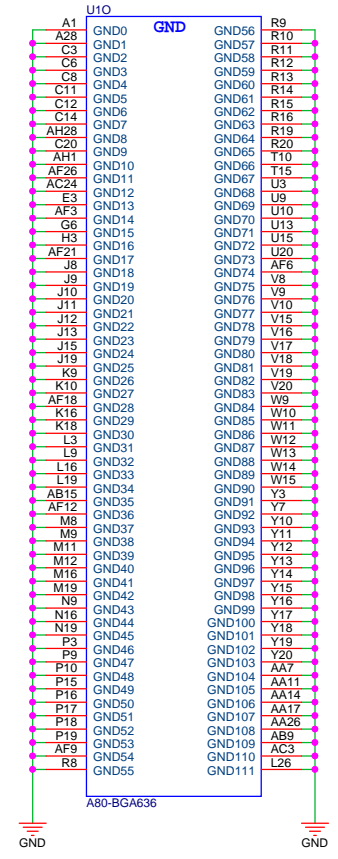 U1O
GND
A1 GND0 GND56 R9
A28 GND1 GND57 R10
C3 GND2 GND58 R11
C6 GND3 GND59 R12
C8 GND4 GND60 R13
C11 GND5 GND61 R14
C12 GND6 GND62 R15
C14 GND7 GND63 R16
AH28 GND8 GND64 R19
C20 GND9 GND65 R20
AH1 GND10 GND66 T10
AF26 GND11 GND67 T15
AC24 GND12 GND68 U3
E3 GND13 GND69 U9
AF3 GND14 GND70 U10
G6 GND15 GND71 U13
H3 GND16 GND72 U15
AF21 GND17 GND73 U20
J8 GND18 GND74 AF6
J9 GND19 GND75 V8
J10 GND20 GND76 V9
J11 GND21 GND77 V10
J12 GND22 GND78 V15
J13 GND23 GND79 V16
J15 GND24 GND80 V17
J19 GND25 GND81 V18
K9 GND26 GND82 V19
K10 GND27 GND83 V20
AF18 GND28 GND84 W9
K16 GND29 GND85 W10
K18 GND30 GND86 W11
L3 GND31 GND87 W12
L9 GND32 GND88 W13
L16 GND33 GND89 W14
L19 GND34 GND90 W15
AB15 GND35 GND91 Y3
AF12 GND36 GND92 Y7
M8 GND37 GND93 Y10
M9 GND38 GND94 Y11
M11 GND39 GND95 Y12
M12 GND40 GND96 Y13
M16 GND41 GND97 Y14
M19 GND42 GND98 Y15
N9 GND43 GND99 Y16
N16 GND44 GND100 Y17
N19 GND45 GND101 Y18
P3 GND46 GND102 Y19
P9 GND47 GND103 Y20
P10 GND48 GND104 AA7
P15 GND49 GND105 AA11
P16 GND50 GND106 AA14
P17 GND51 GND107 AA17
P18 GND52 GND108 AA26
P19 GND53 GND109 AB9
AF9 GND54 GND110 AC3
R8 GND55 GND111 L26
A80-BGA636
GND GND